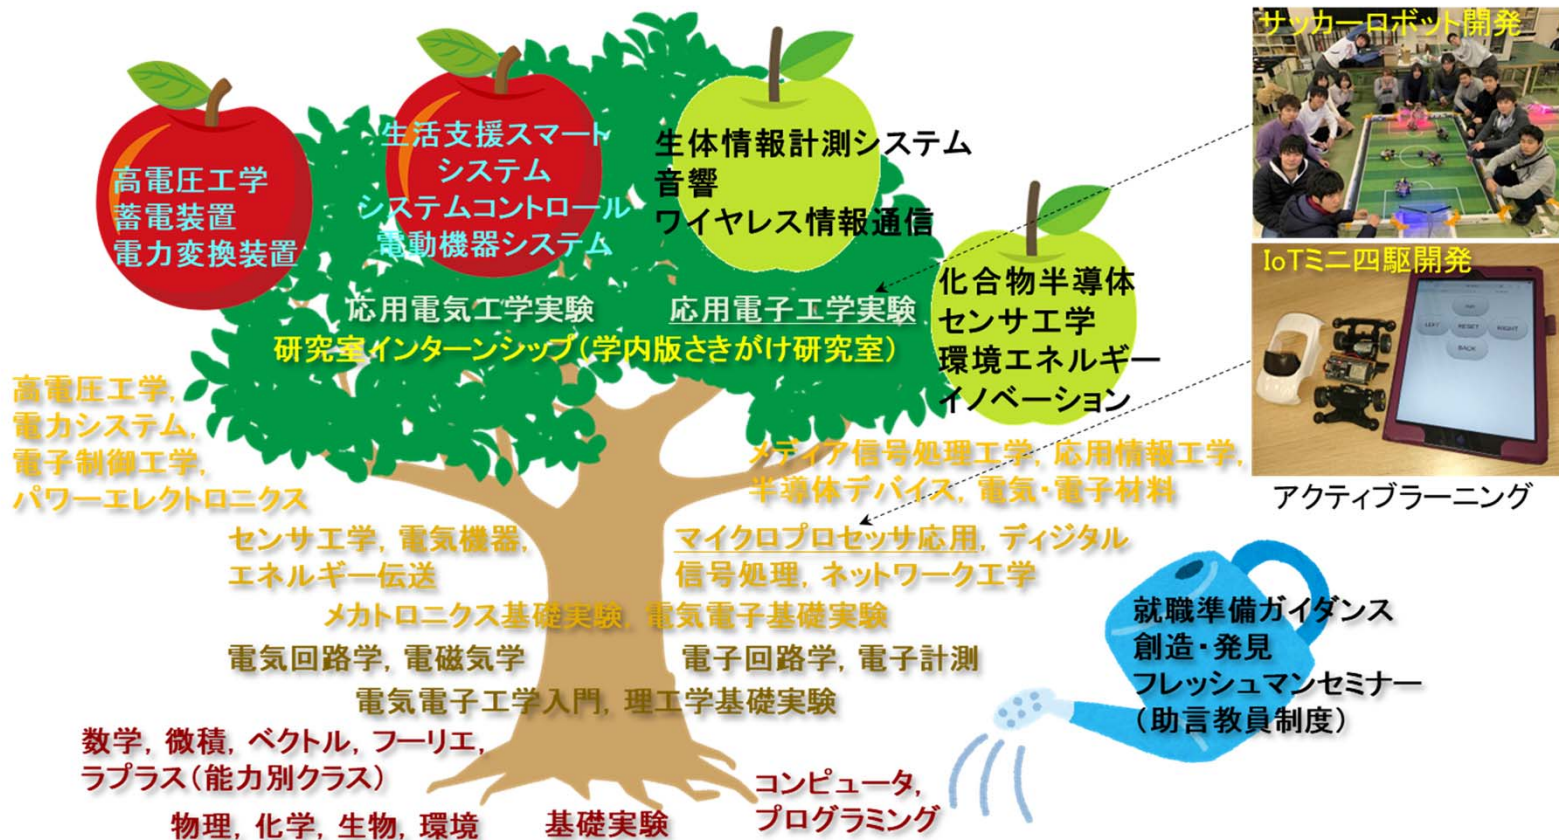 サッカーロボット開発
生活支援スマート
システム
システムコントロール
電動機器システム
高電圧工学
蓄電装置
電力変換装置
生体情報計測システム
音響
ワイヤレス情報通信
化合物半導体
センサ工学
環境エネルギー
イノベーション
IoTミニ四駆開発
UP
LEFT
RESET
RIGHT
BACK
アクティブラーニング
応用電気工学実験
応用電子工学実験
研究室インターンシップ(学内版さきがけ研究室)
高電圧工学,
電力システム,
電子制御工学,
パワーエレクトロニクス
メディア信号処理工学, 応用情報工学,
半導体デバイス, 電気・電子材料
センサ工学, 電気機器,
エネルギー伝送
マイクロプロセッサ応用, ディジタル
信号処理, ネットワーク工学
メカトロニクス基礎実験, 電気電子基礎実験
電気回路学, 電磁気学
電子回路学, 電子計測
電気電子工学入門, 理工学基礎実験
数学, 微積, ベクトル, フーリエ,
ラプラス(能力別クラス)
物理, 化学, 生物, 環境
基礎実験
コンピュータ,
プログラミング
就職準備ガイダンス
創造・発見
フレッシュマンセミナー
(助言教員制度)